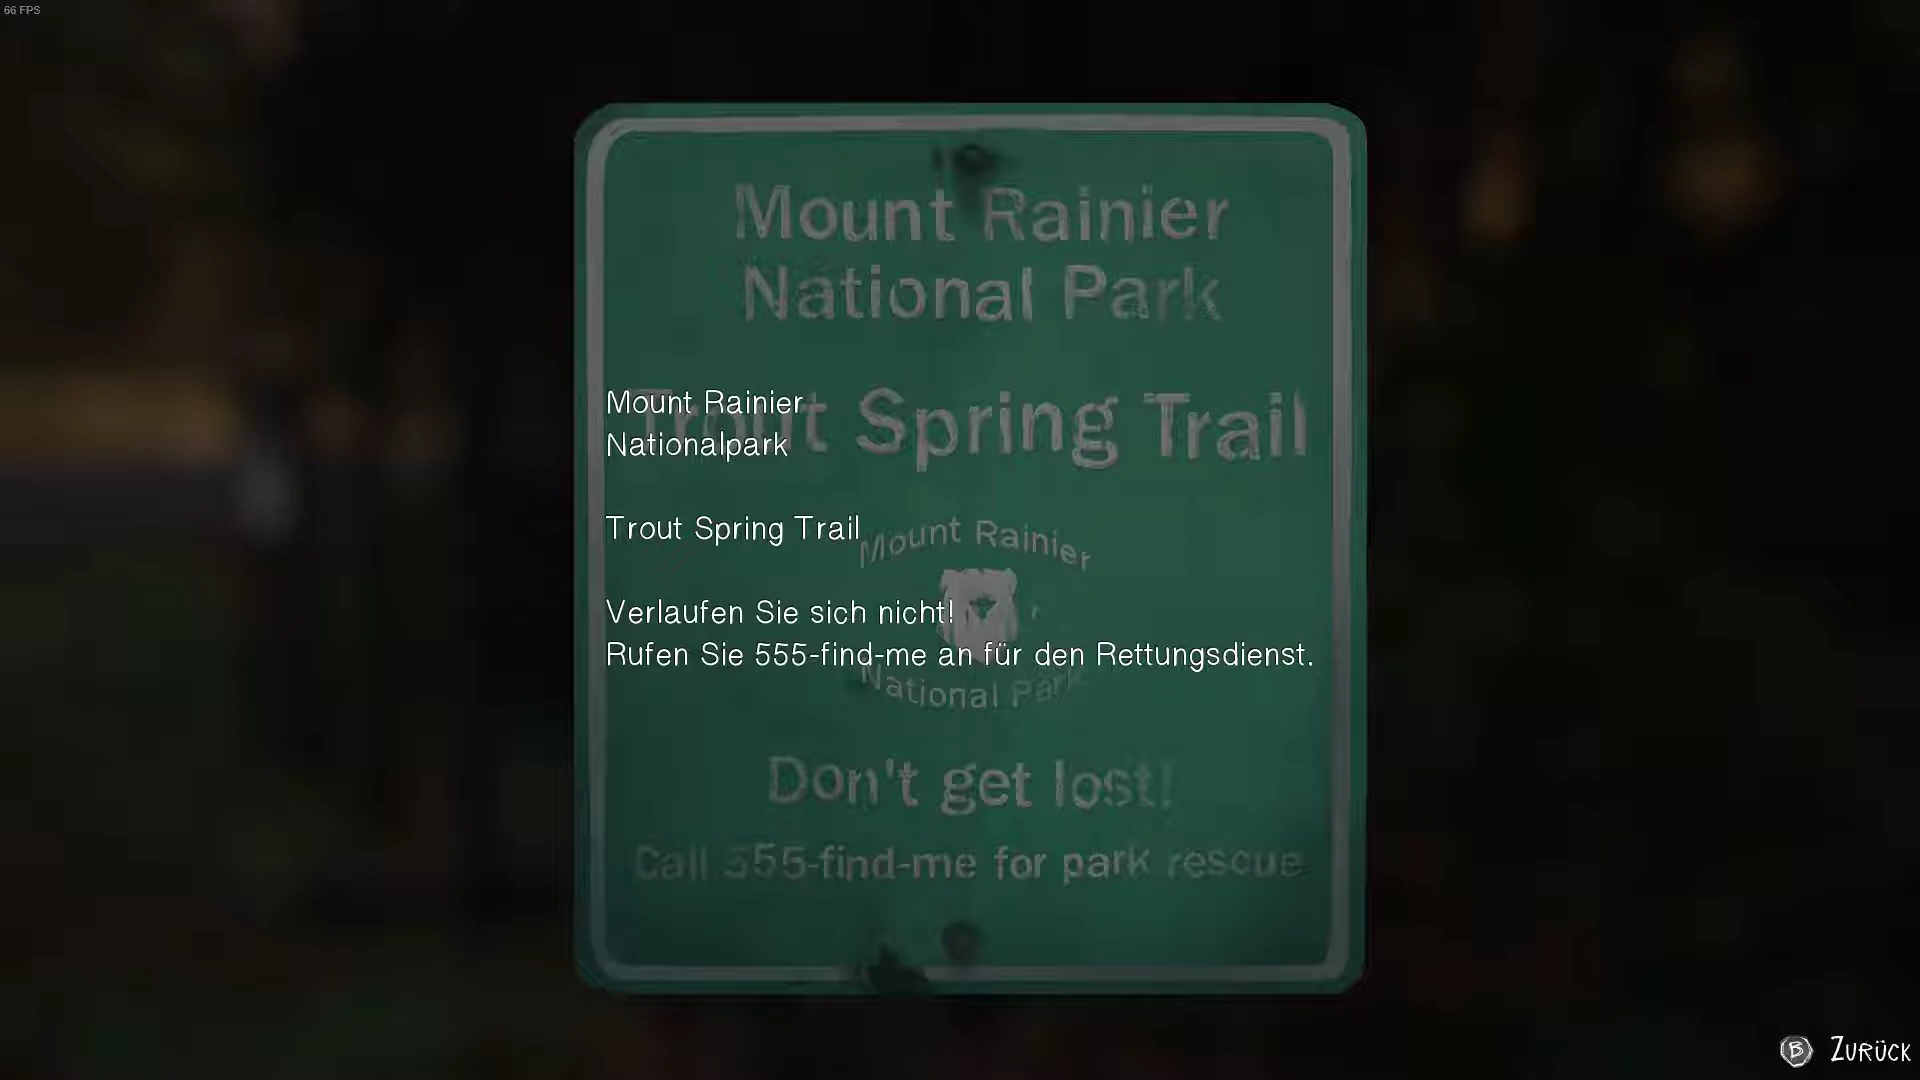 66 FPS
Mount Rainier
National Park
Trout Spring Trail
Mount Rainier
National Park
Don't get lost!
Call 555-find-me for park rescue
Mount Rainier
Nationalpark
Trout Spring Trail
Verlaufen Sie sich nicht!
Rufen Sie 555-find-me an für den Rettungsdienst.
B ZURÜCK